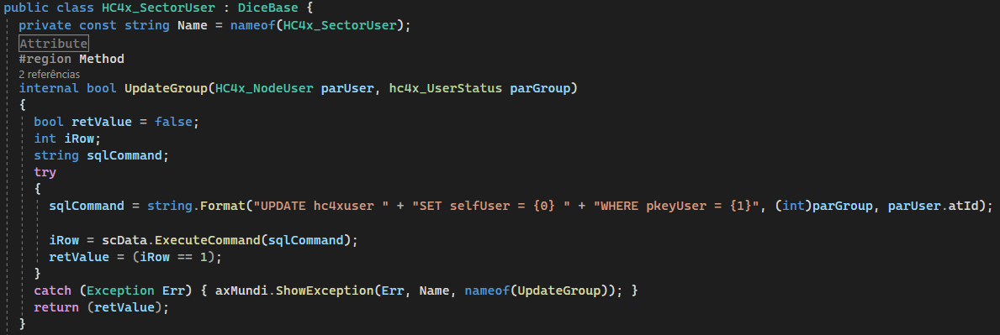 public class HC4x_SectorUser : DiceBase {
private const string Name = nameof(HC4x_SectorUser);
Attribute
#region Method
2 referências
internal bool UpdateGroup(HC4x_NodeUser parUser, hc4x_UserStatus parGroup)
{
bool retValue = false;
int iRow;
string sqlCommand;
try
{
sqlCommand = string.Format("UPDATE hc4xuser " + "SET selfUser = {0} " + "WHERE pkeyUser = {1}", (int)parGroup, parUser.atId);
iRow = scData.ExecuteCommand(sqlCommand);
retValue = (iRow == 1);
}
catch (Exception Err) { axMundi.ShowException(Err, Name, nameof(UpdateGroup)); }
return (retValue);
}